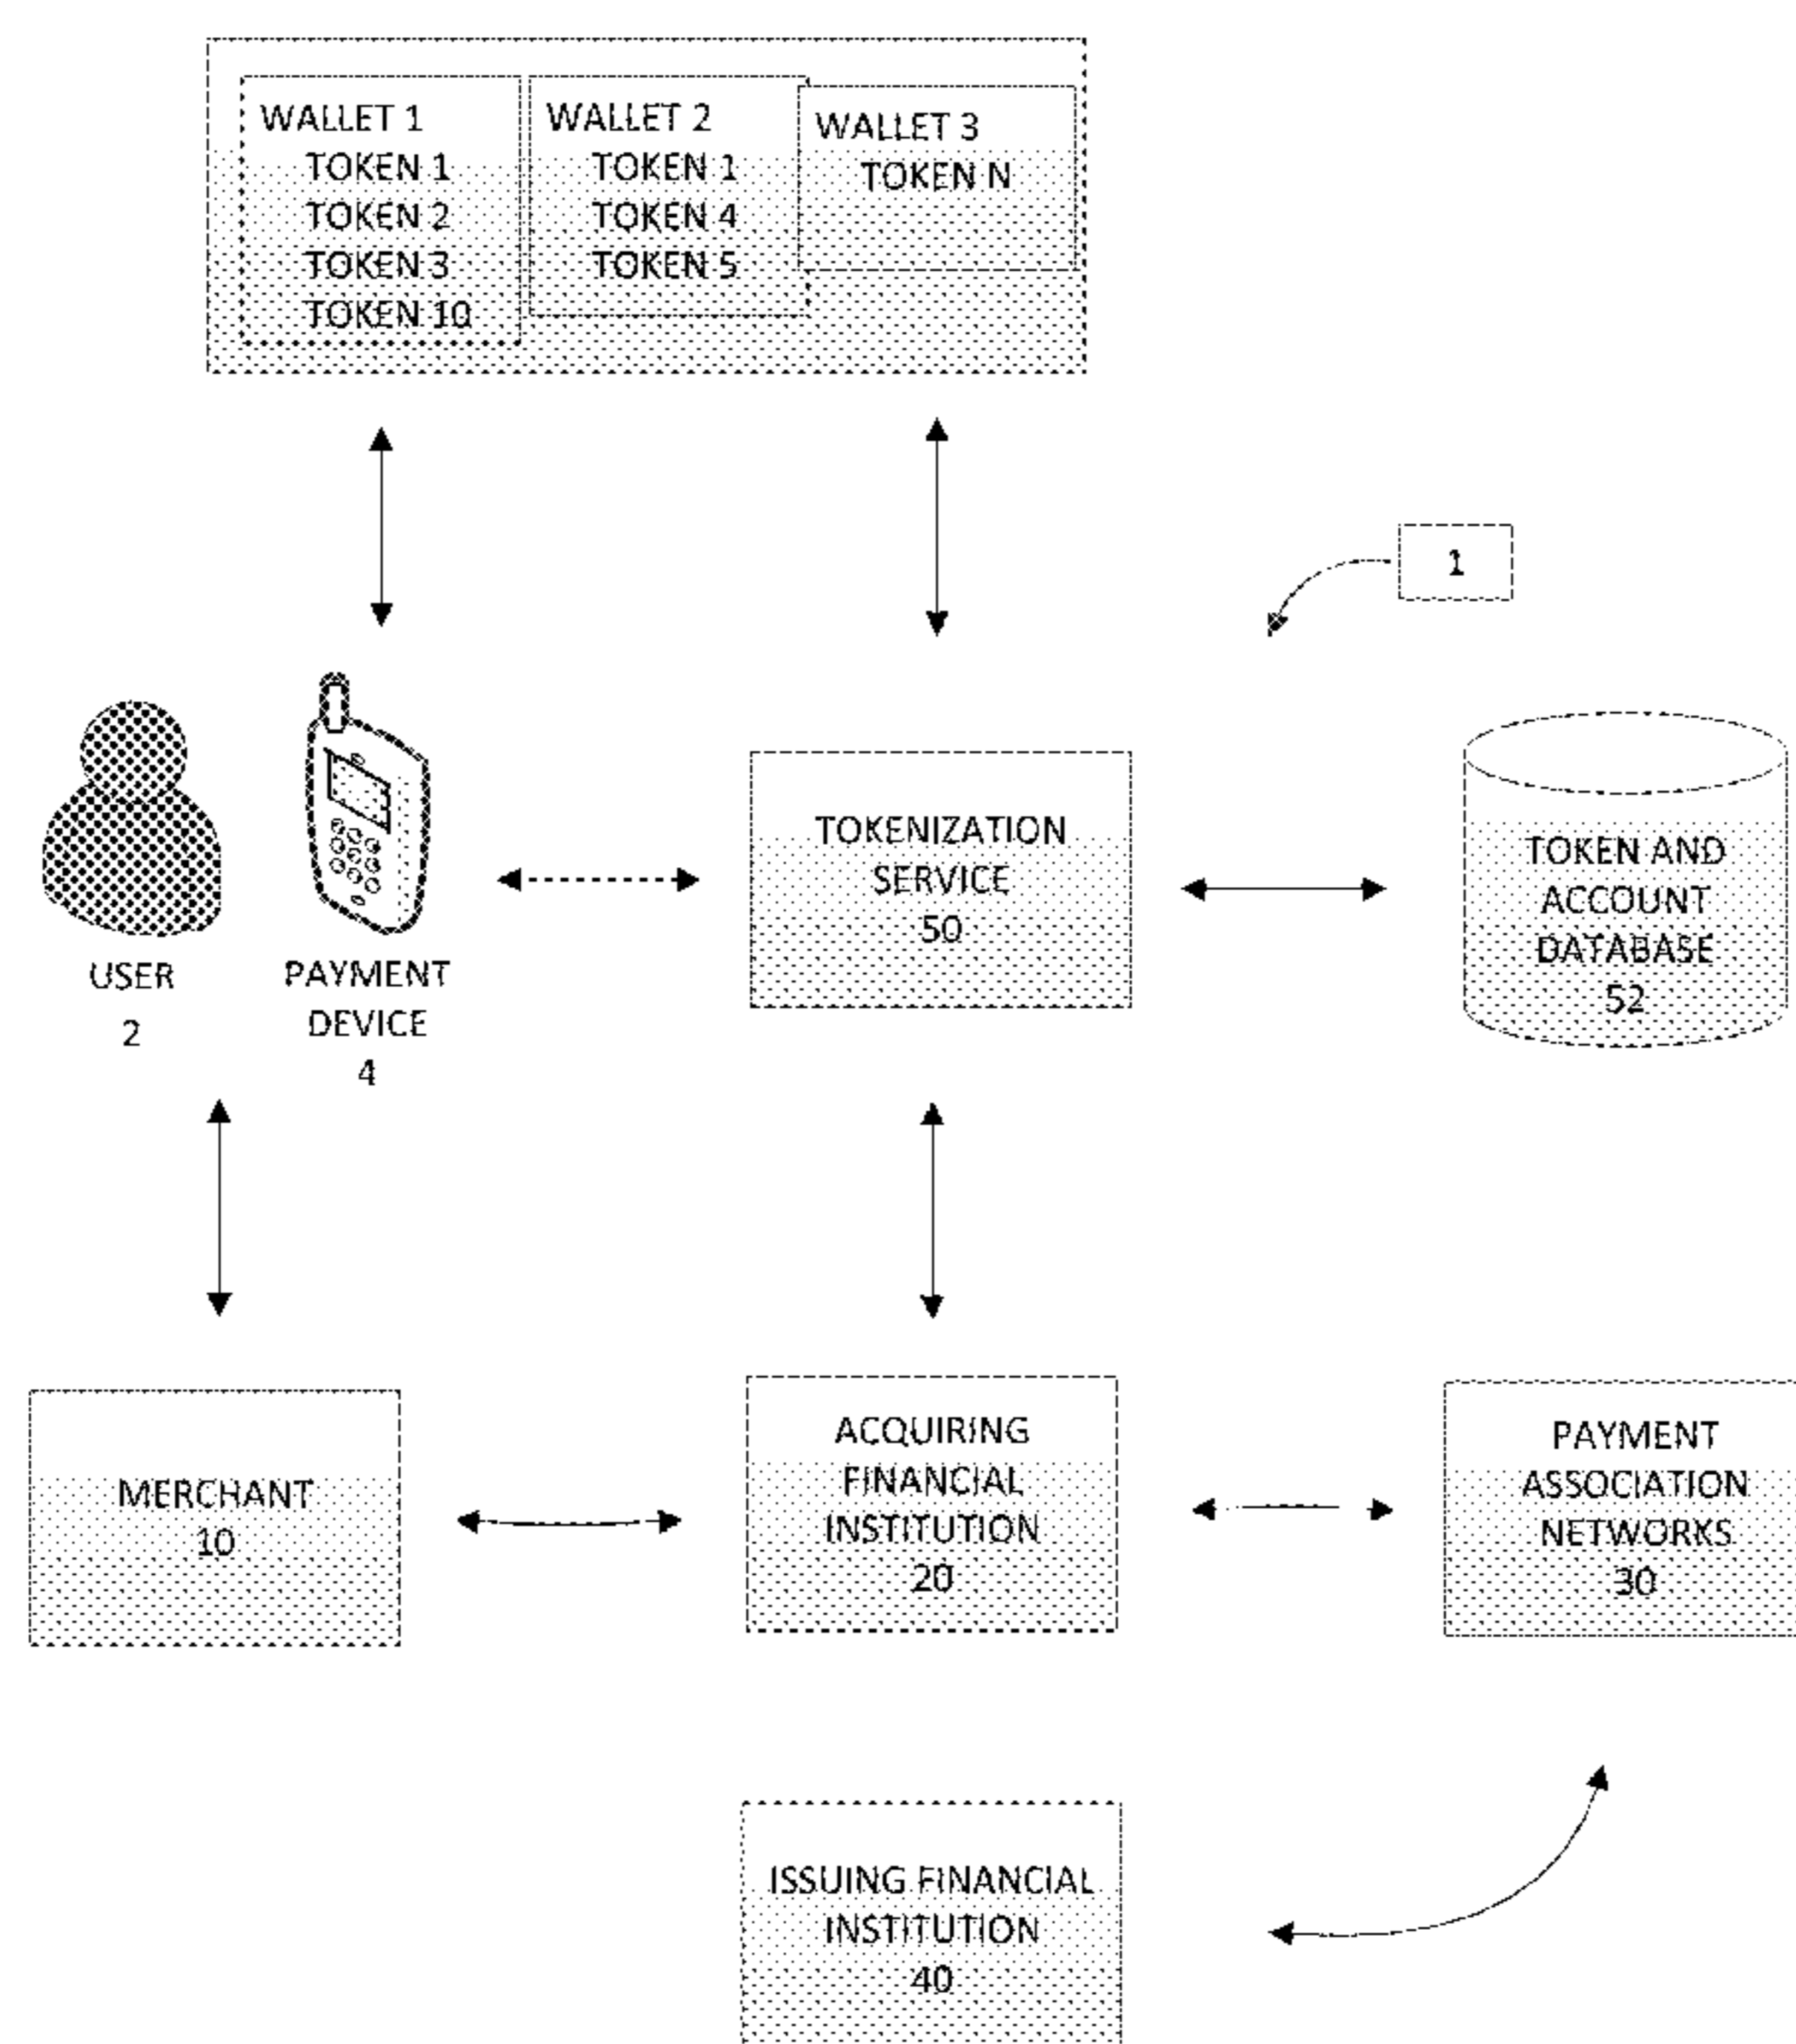 WALLET 1
TOKEN 1
TOKEN 2
TOKEN 3
TOKEN 10
WALLET 2
TOKEN 1
TOKEN 4
TOKEN 5
WALLET 3
TOKEN N
1
USER
2
PAYMENT
DEVICE
4
TOKENIZATION
SERVICE
50
TOKEN AND
ACCOUNT
DATABASE
52
MERCHANT
10
ACQUIRING
FINANCIAL
INSTITUTION
20
PAYMENT
ASSOCIATION
NETWORKS
30
ISSUING FINANCIAL
INSTITUTION
40